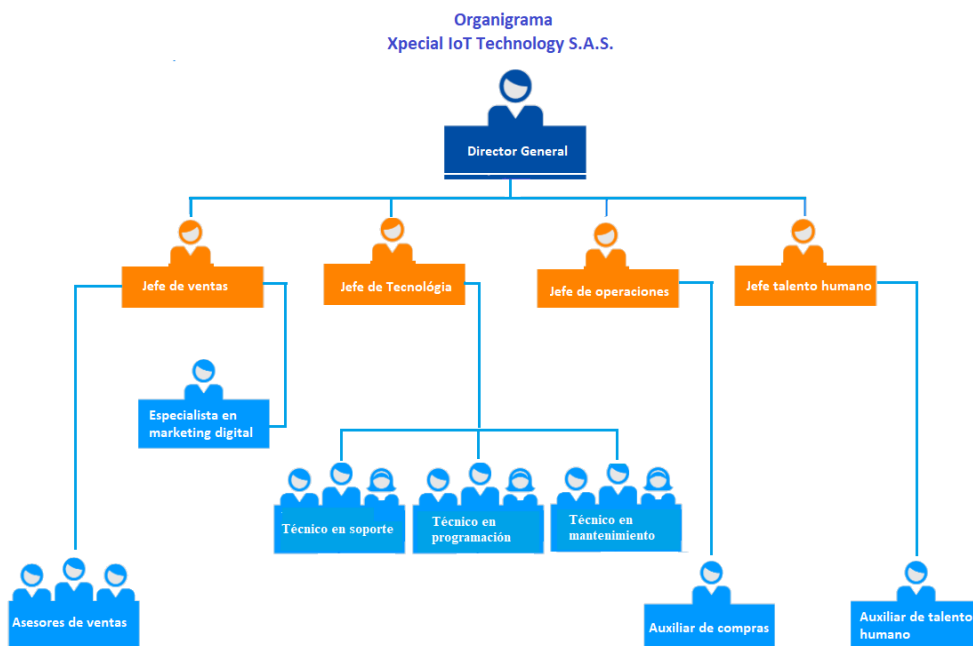 Organigrama
Xpecial IoT Technology S.A.S.
Director General
Jefe de ventas
Jefe de Tecnológia
Jefe de operaciones
Jefe talento humano
Especialista en
marketing digital
Técnico en soporte
Técnico en
programación
Técnico en
mantenimiento
Asesores de ventas
Auxiliar de compras
Auxiliar de talento
humano